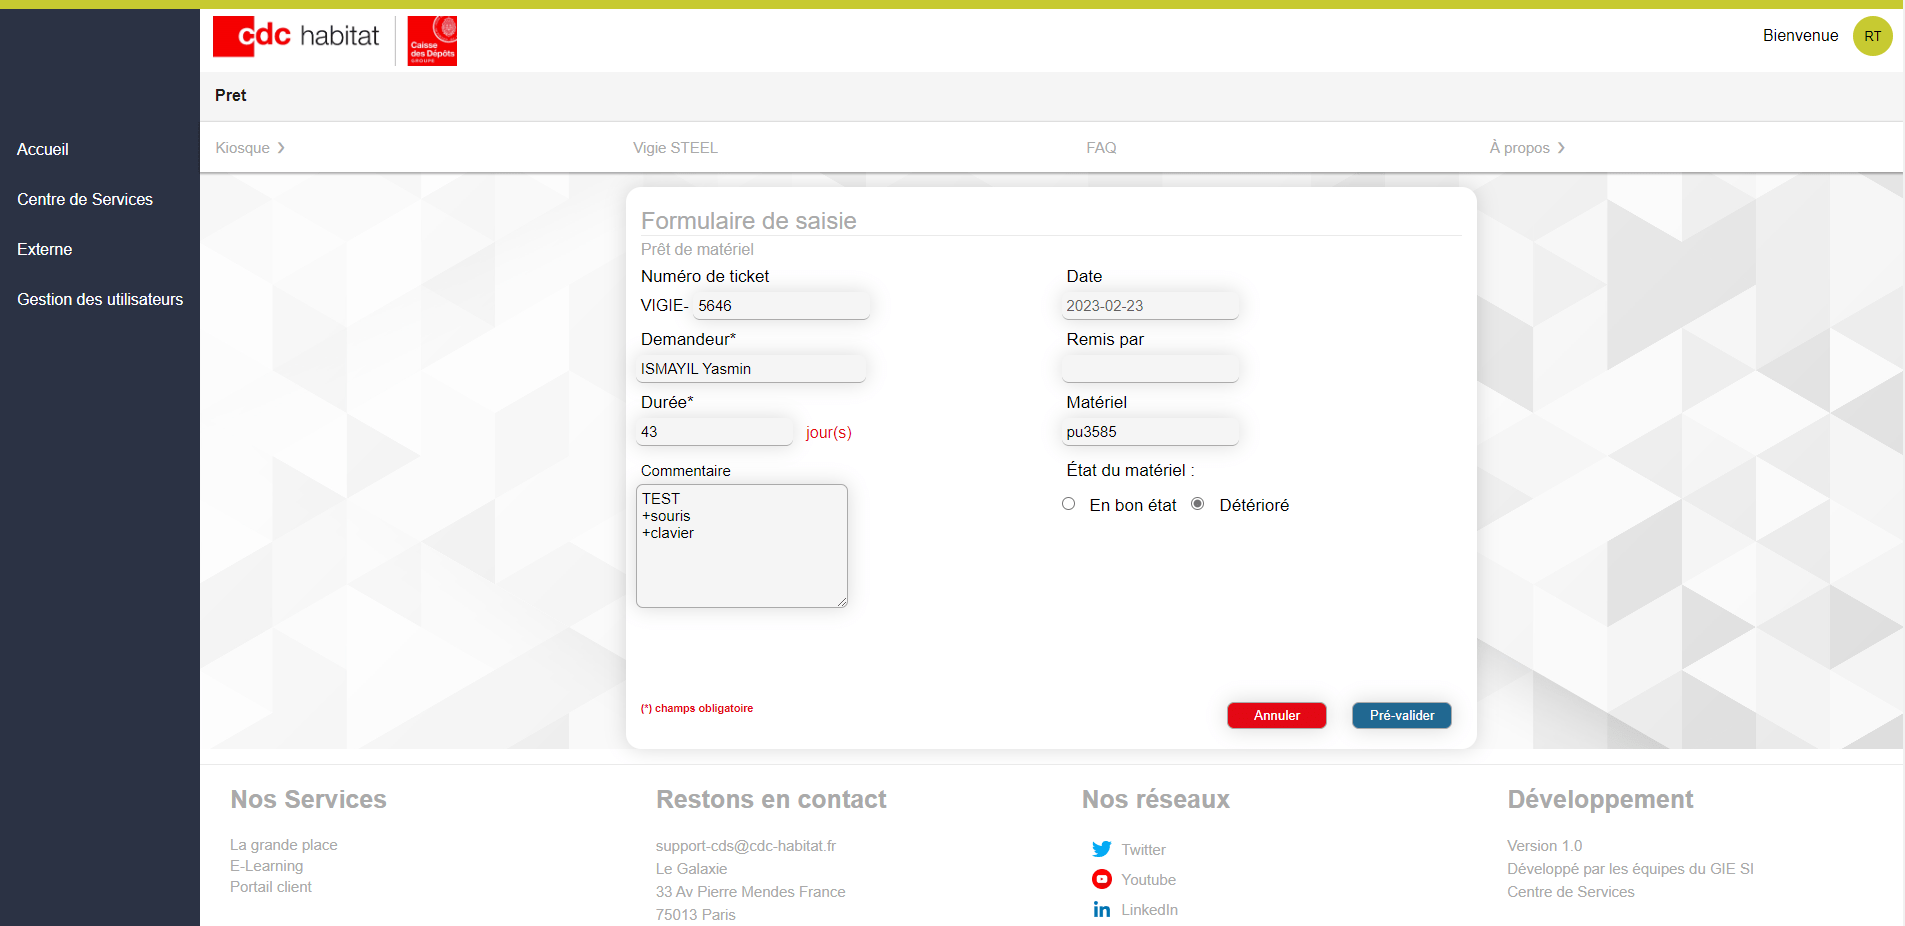 cdc habitat
Caisse
des Dépôts
GROUPE
Bienvenue RT
Pret
Accueil
Centre de Services
Externe
Gestion des utilisateurs
Kiosque
Vigie STEEL
FAQ
À propos
Formulaire de saisie
Prêt de matériel
Numéro de ticket
VIGIE- 5646
Date
2023-02-23
Demandeur*
ISMAYIL Yasmin
Remis par
Durée*
43 jour(s)
Matériel
pu3585
Commentaire
TEST
+souris
+clavier
État du matériel :
En bon état Détérioré
(*) champs obligatoire
Annuler
Pré-valider
Nos Services
La grande place
E-Learning
Portail client
Restons en contact
support-cds@cdc-habitat.fr
Le Galaxie
33 Av Pierre Mendes France
75013 Paris
Nos réseaux
Twitter
Youtube
LinkedIn
Développement
Version 1.0
Développé par les équipes du GIE SI
Centre de Services